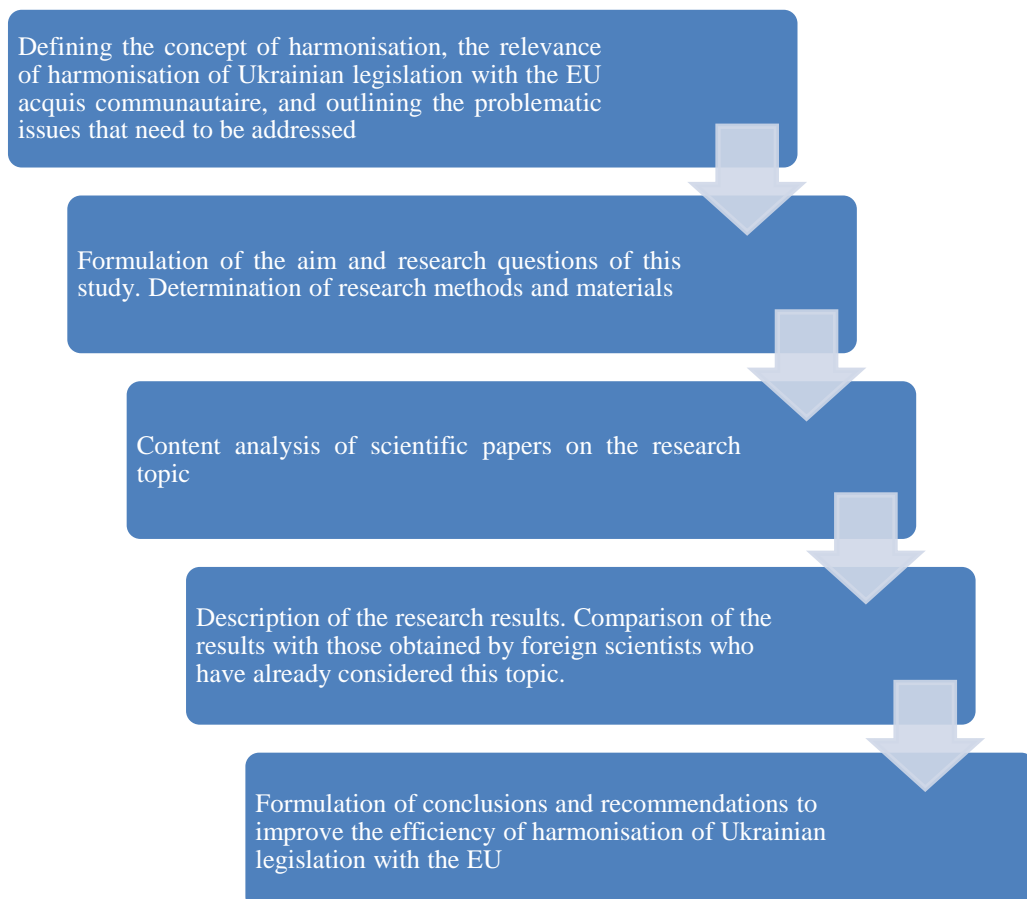 Defining the concept of harmonisation, the relevance
of harmonisation of Ukrainian legislation with the EU
acquis communautaire, and outlining the problematic
issues that need to be addressed
Formulation of the aim and research questions of this
study. Determination of research methods and materials
Content analysis of scientific papers on the research
topic
Description of the research results. Comparison of the
results with those obtained by foreign scientists who
have already considered this topic.
Formulation of conclusions and recommendations to
improve the efficiency of harmonisation of Ukrainian
legislation with the EU